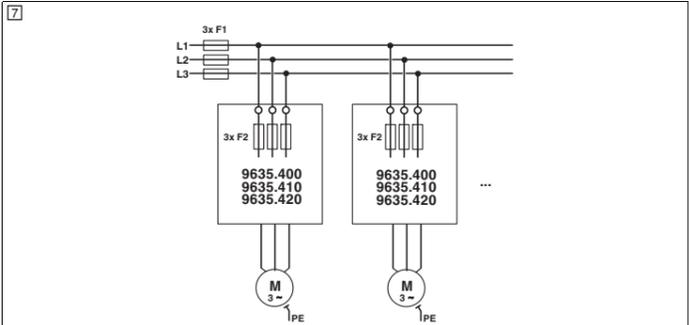 7
3x F1
L1
L2
L3
3x F2
3x F2
9635.400
9635.410
9635.420
9635.400
9635.410
9635.420
...
M
3 ~
M
3 ~
PE
PE